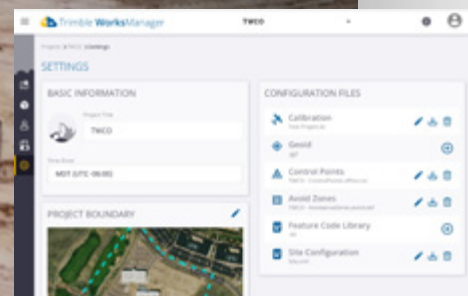 Trimble WorksManager
TWCO
SETTINGS
BASIC INFORMATION
Project Title
TWCO
Time Zone
MDT (UTC -06:00)
PROJECT BOUNDARY
CONFIGURATION FILES
Calibration
Geoid
Control Points
Avoid Zones
Feature Code Library
Site Configuration